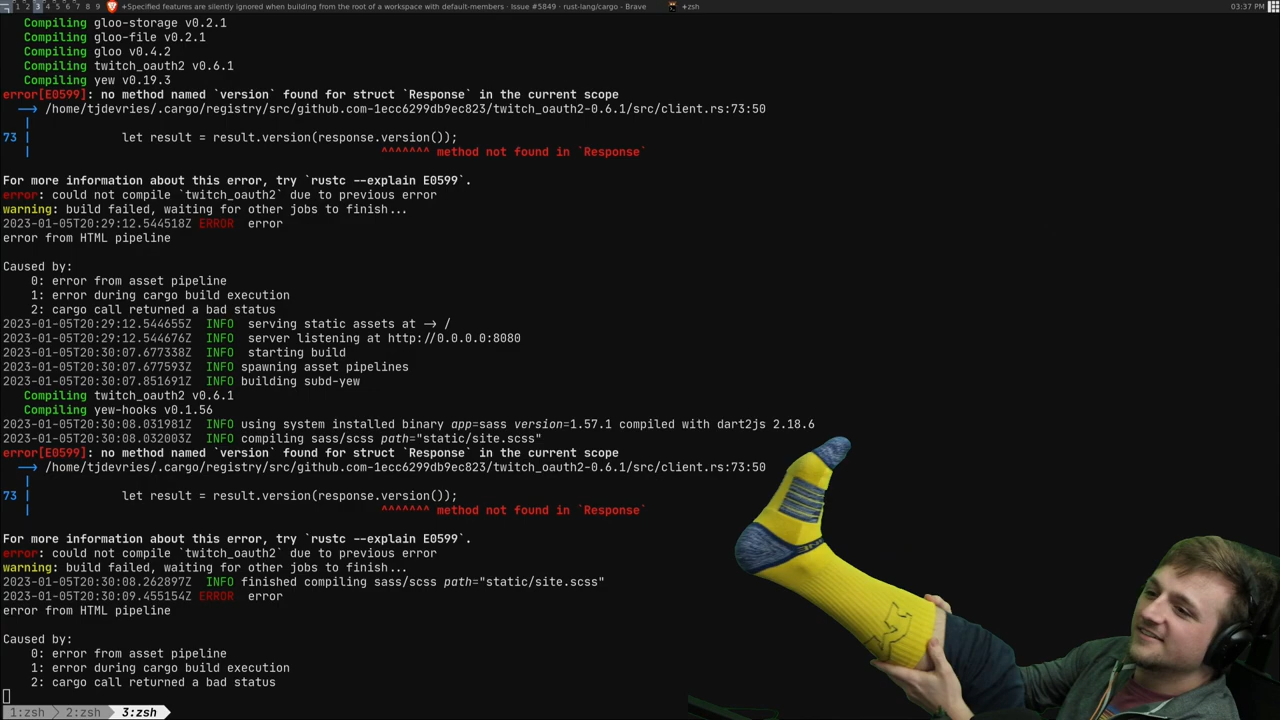 1 2 3 4 5 6 7 8 9 +Specified features are silently ignored when building from the root of a workspace with default-members · Issue #5849 · rust-lang/cargo - Brave +zsh 03:37 PM
Compiling gloo-storage v0.2.1
Compiling gloo-file v0.2.1
Compiling gloo v0.4.2
Compiling twitch_oauth2 v0.6.1
Compiling yew v0.19.3
error[E0599]: no method named `version` found for struct `Response` in the current scope
--> /home/tjdevries/.cargo/registry/src/github.com-1ecc6299db9ec823/twitch_oauth2-0.6.1/src/client.rs:73:50
|
73 | let result = result.version(response.version());
| ^^^^^^^ method not found in `Response`
For more information about this error, try `rustc --explain E0599`.
error: could not compile `twitch_oauth2` due to previous error
warning: build failed, waiting for other jobs to finish...
2023-01-05T20:29:12.544518Z ERROR error
error from HTML pipeline
Caused by:
0: error from asset pipeline
1: error during cargo build execution
2: cargo call returned a bad status
2023-01-05T20:29:12.544655Z INFO serving static assets at -> /
2023-01-05T20:29:12.544676Z INFO server listening at http://0.0.0.0:8080
2023-01-05T20:30:07.677338Z INFO starting build
2023-01-05T20:30:07.677593Z INFO spawning asset pipelines
2023-01-05T20:30:07.851691Z INFO building subd-yew
Compiling twitch_oauth2 v0.6.1
Compiling yew-hooks v0.1.56
2023-01-05T20:30:08.031981Z INFO using system installed binary app=sass version=1.57.1 compiled with dart2js 2.18.6
2023-01-05T20:30:08.032003Z INFO compiling sass/scss path="static/site.scss"
error[E0599]: no method named `version` found for struct `Response` in the current scope
--> /home/tjdevries/.cargo/registry/src/github.com-1ecc6299db9ec823/twitch_oauth2-0.6.1/src/client.rs:73:50
|
73 | let result = result.version(response.version());
| ^^^^^^^ method not found in `Response`
For more information about this error, try `rustc --explain E0599`.
error: could not compile `twitch_oauth2` due to previous error
warning: build failed, waiting for other jobs to finish...
2023-01-05T20:30:08.262897Z INFO finished compiling sass/scss path="static/site.scss"
2023-01-05T20:30:09.455154Z ERROR error
error from HTML pipeline
Caused by:
0: error from asset pipeline
1: error during cargo build execution
2: cargo call returned a bad status
1:zsh 2:zsh 3:zsh